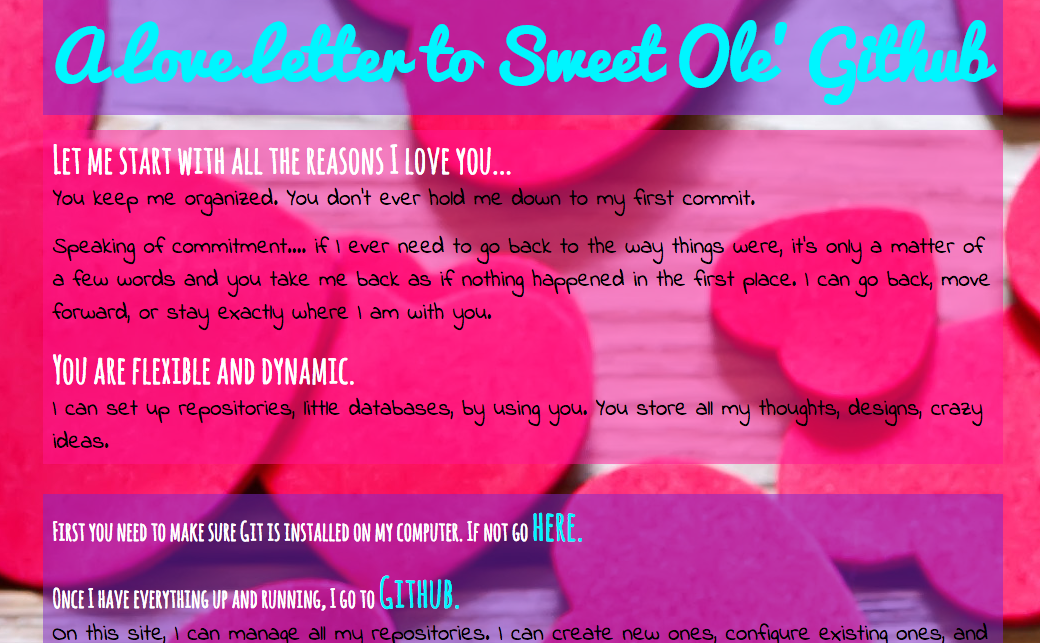 A Love Letter to Sweet Ole' Github
Let me start with all the reasons I love you...
You keep me organized. You don't ever hold me down to my first commit.
Speaking of commitment.... if I ever need to go back to the way things were, it's only a matter of
a few words and you take me back as if nothing happened in the first place. I can go back, move
forward, or stay exactly where I am with you.
You are flexible and dynamic.
I can set up repositories, little databases, by using you. You store all my thoughts, designs, crazy
ideas.
First you need to make sure Git is installed on my computer. If not go here.
Once I have everything up and running, I go to Github.
On this site, I can manage all my repositories. I can create new ones, configure existing ones, and